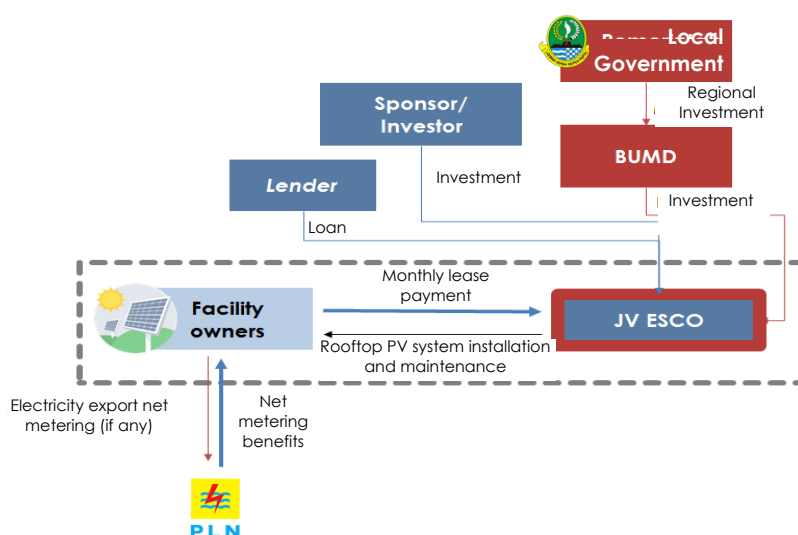 Local
Government
Regional
Investment
Sponsor/
Investor
BUMD
Lender
Investment
Investment
Loan
Monthly lease
payment
Facility
owners
JV ESCO
Rooftop PV system installation
and maintenance
Electricity export net
metering (if any)
Net
metering
benefits
PLN